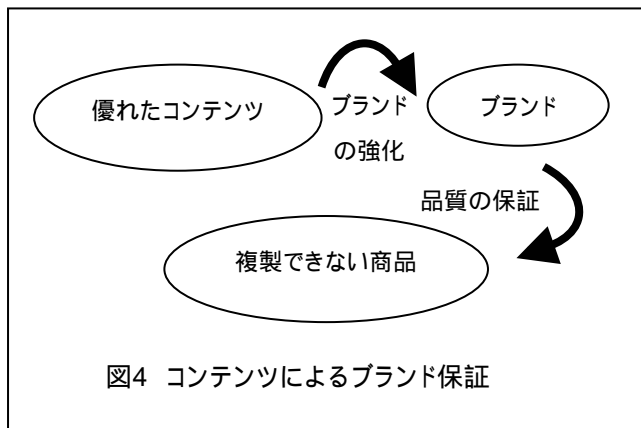 優れたコンテンツ
ブランド
の強化
ブランド
品質の保証
複製できない商品
図4 コンテンツによるブランド保証